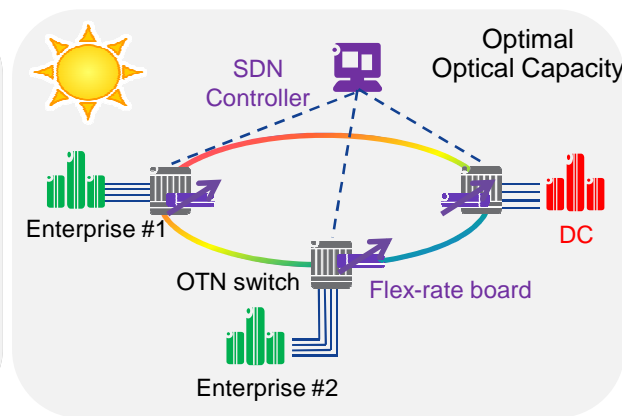 Optimal
Optical Capacity
SDN
Controller
Enterprise #1
DC
OTN switch
Flex-rate board
Enterprise #2